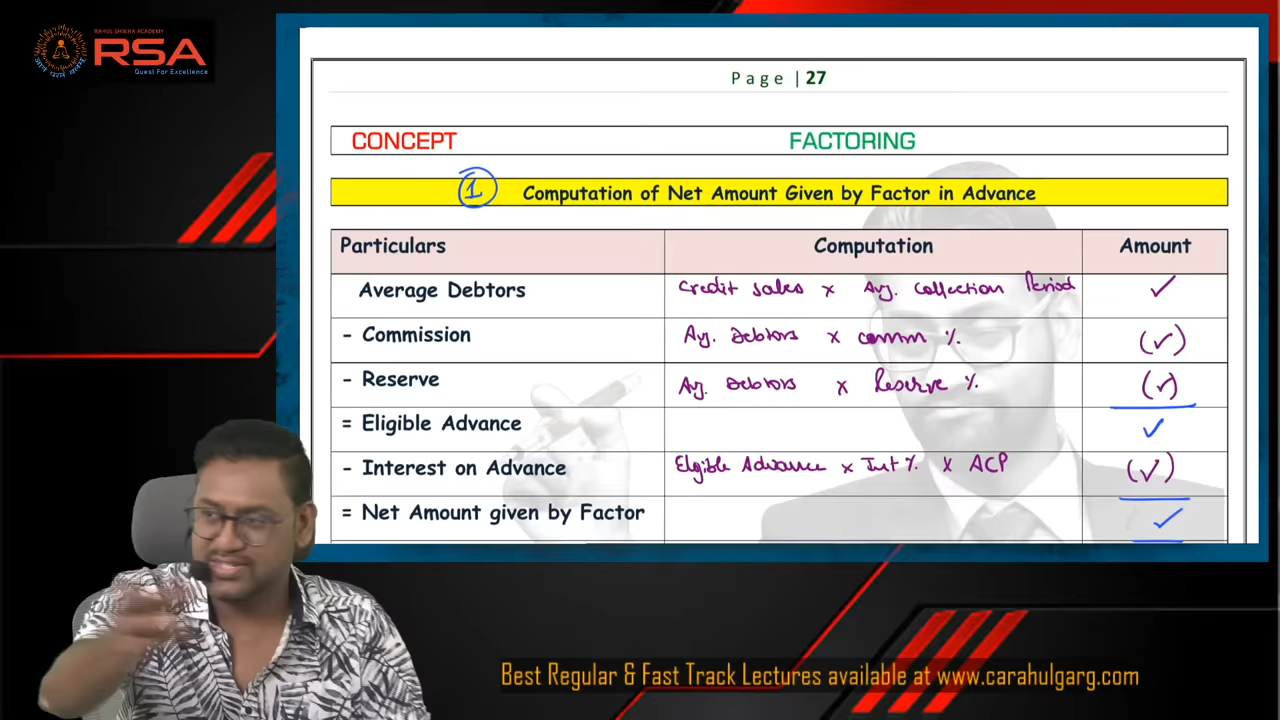 RAHUL SHIKHA ACADEMY
RSA
Quest For Excellence
Page | 27
CONCEPT FACTORING
1 Computation of Net Amount Given by Factor in Advance
Particulars Computation Amount
Average Debtors Credit Sales x Avg. Collection Period ✓
- Commission Avg. Debtors x comm % (✓)
- Reserve Avg. Debtors x Reserve % (✓)
= Eligible Advance ✓
- Interest on Advance Eligible Advance x Int % x ACP (✓)
= Net Amount given by Factor ✓
Best Regular & Fast Track Lectures available at www.carahulgarg.com